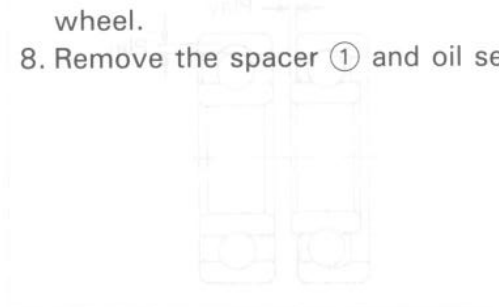 wheel.
8. Remove the spacer ① and oil se